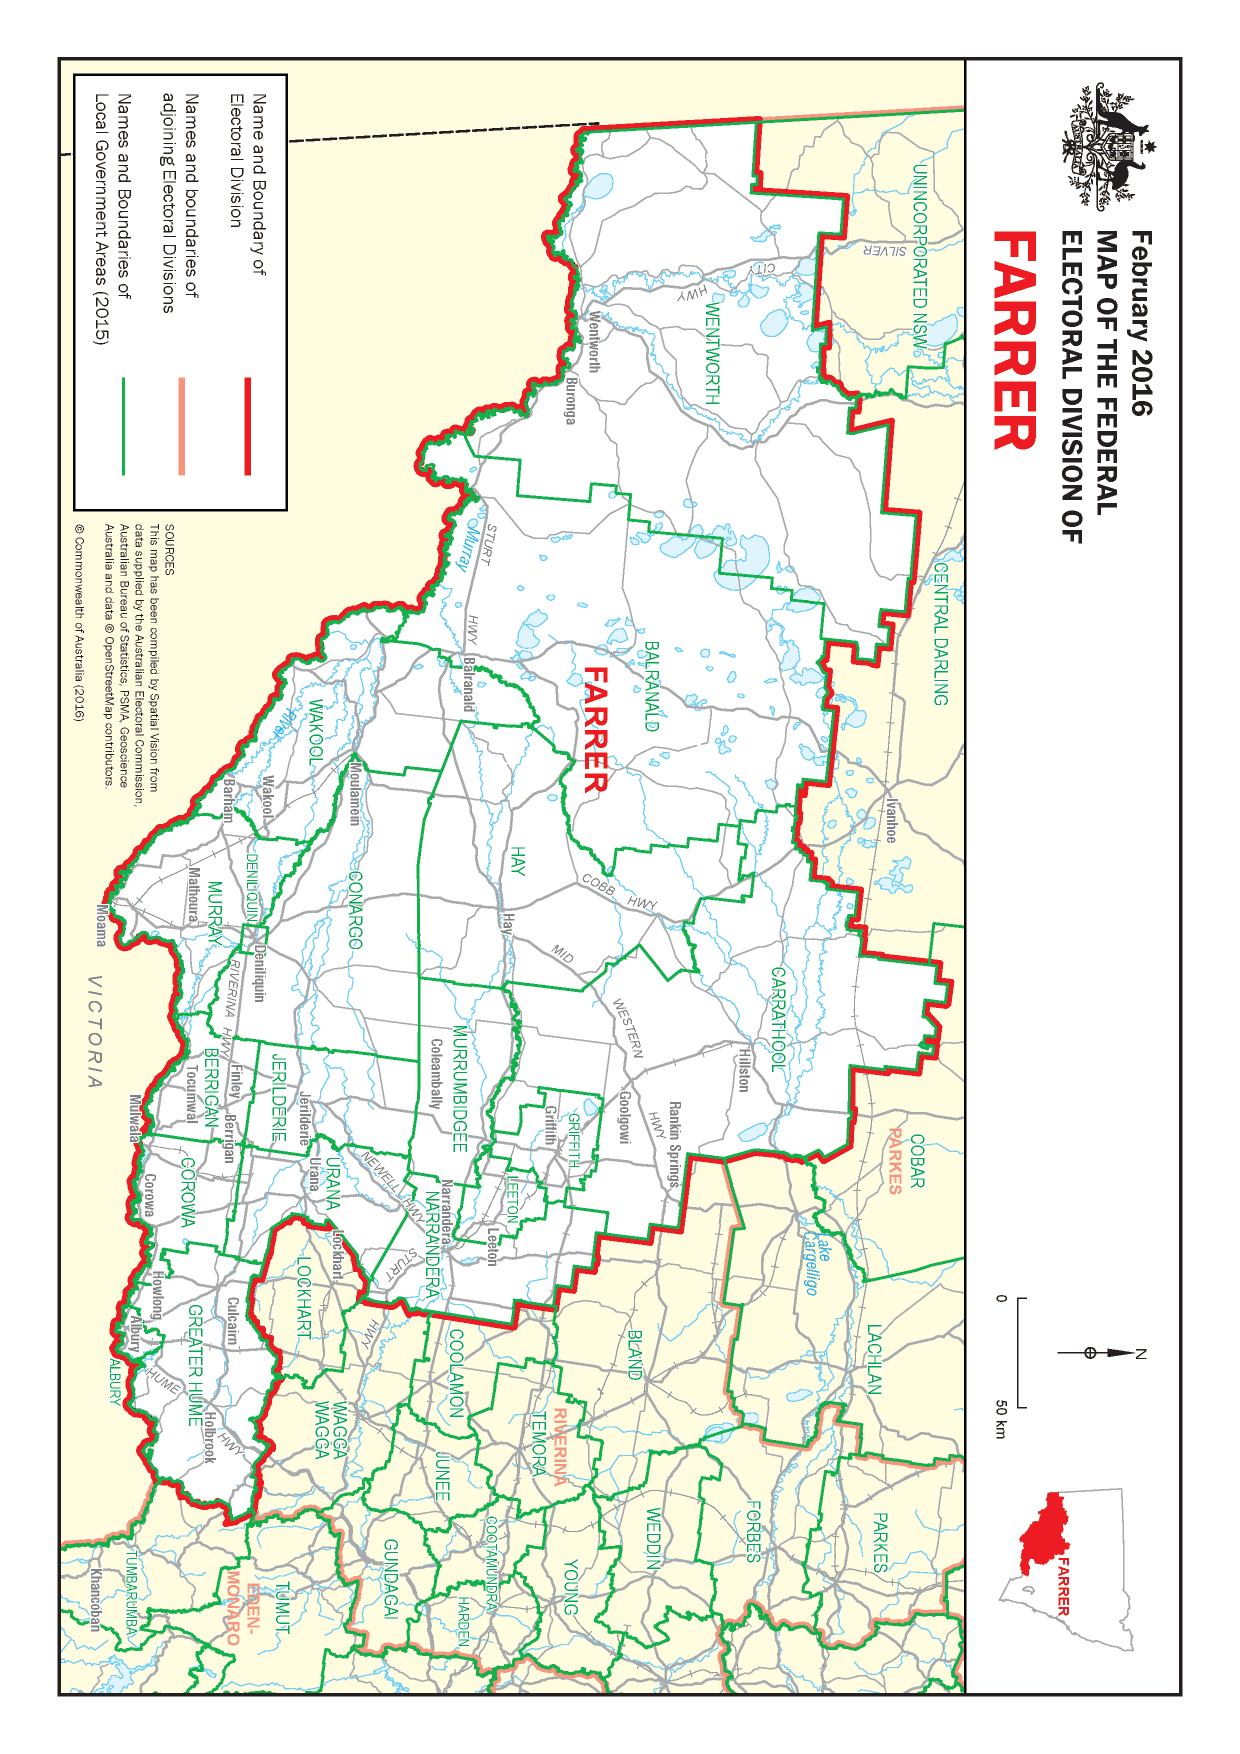 February 2016
MAP OF THE FEDERAL
ELECTORAL DIVISION OF
FARRER
N
0
50 km
FARRER
UNINCORPORATED NSW
SILVER
CITY
HWY
WENTWORTH
Wentworth
Buronga
CENTRAL DARLING
STURT
HWY
Murray
Balranald
BALRANALD
FARRER
Ivanhoe
WAKOOL
River
Wakool
Barham
Moulamein
HAY
Hay
COBB
HWY
MID
WESTERN
HWY
CONARGO
DENILIQUIN
Deniliquin
MURRAY
Mathoura
Moama
RIVERINA
HWY
VICTORIA
CARRATHOOL
Hillston
Goolgowi
Rankin Springs
MURRUMBIDGEE
Coleambally
GRIFFITH
Griffith
LEETON
Leeton
JERILDERIE
Jerilderie
BERRIGAN
Finley
Berrigan
Tocumwal
Mulwala
COROWA
Corowa
URANA
Urana
NEWELL
HWY
NARRANDERA
Narrandera
STURT
HWY
Lockhart
LOCKHART
COBAR
PARKES
Lake
Cargelligo
LACHLAN
BLAND
COOLAMON
RIVERINA
TEMORA
WAGGA
WAGGA
JUNEE
Culcairn
Howlong
Albury
ALBURY
GREATER HUME
HUME
HWY
Holbrook
PARKES
FORBES
WEDDIN
YOUNG
COOTAMUNDRA
HARDEN
GUNDAGAI
TUMUT
EDEN-
MONARO
TUMBARUMBA
Khancoban
Name and Boundary of
Electoral Division
Names and boundaries of
adjoining Electoral Divisions
Names and Boundaries of
Local Government Areas (2015)
SOURCES
This map has been compiled by Spatial Vision from
data supplied by the Australian Electoral Commission,
Australian Bureau of Statistics, PSMA, Geoscience
Australia and data © OpenStreetMap contributors.
© Commonwealth of Australia (2016)